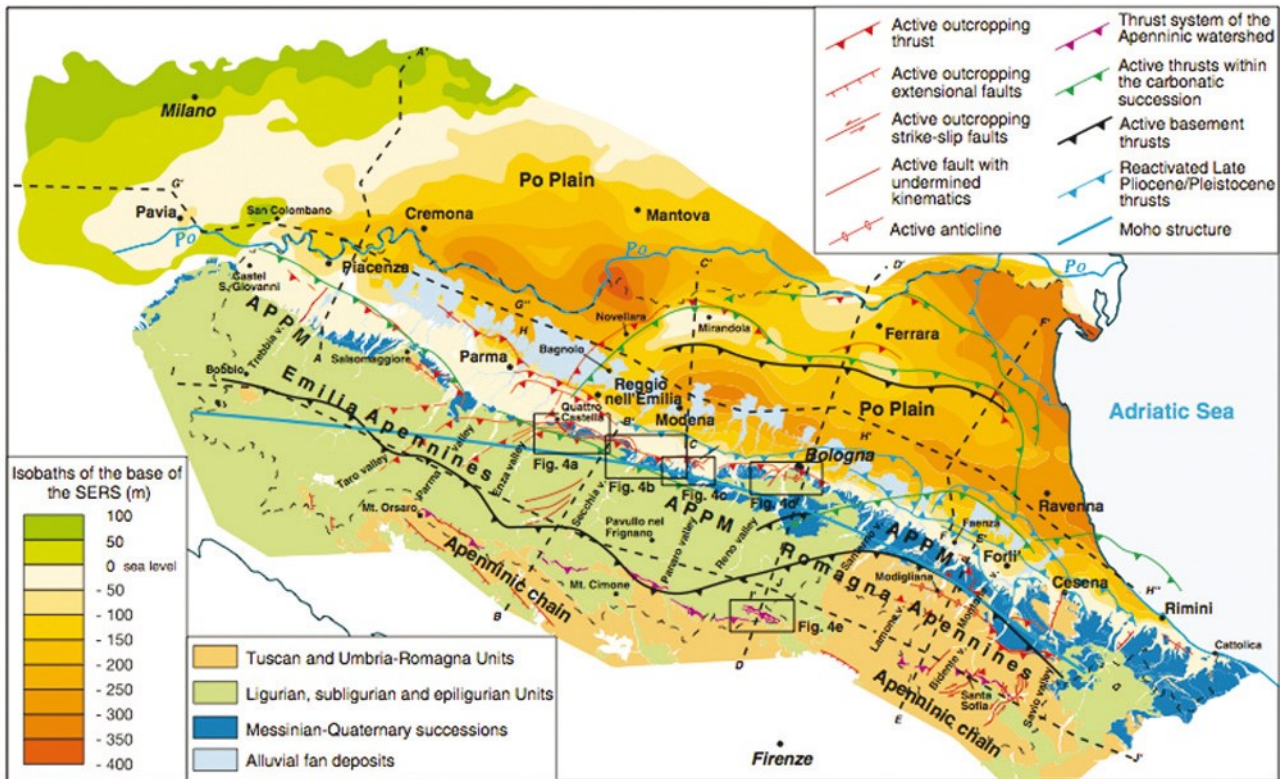 Active outcropping
thrust
Active outcropping
extensional faults
Active outcropping
strike-slip faults
Active fault with
undermined
kinematics
Active anticline
Thrust system of the
Apenninic watershed
Active thrusts within
the carbonatic
succession
Active basement
thrusts
Reactivated Late
Pliocene/Pleistocene
thrusts
Moho structure
A'
Milano
G'
Pavia
San Colombano
Po
Cremona
Po Plain
Mantova
Po
Po
C'
D'
F'
Piacenza
Castel
S. Giovanni
APPM
Trebbia v.
A
Bobbio
Salsomaggiore
G''
H
Novellara
Mirandola
Ferrara
Parma
Bagnolo
Reggio
nell'Emilia
Modena
Po Plain
Adriatic Sea
I
Emilia Apennines
Quattro
Castella
B'
C
H'
Bologna
Fig. 4a
Fig. 4b
Fig. 4c
Fig. 4d
Taro valley
Parma valley
Enza valley
Secchia v.
Mt. Orsaro
Pavullo nel
Frignano
Panaro valley
Reno valley
APPM
Santerno v.
APPM
Faenza
E'
F
Forli'
Ravenna
Cesena
H''
Rimini
Cattolica
Apenninic chain
Mt. Cimone
Romagna Apennines
Modigliana
Lamone v.
Bidente v.
Santa
Sofia
Savio valley
I'
Fig. 4e
B
D
E
G
J'
Apenninic chain
Firenze
Isobaths of the base of
the SERS (m)
100
50
0 sea level
- 50
- 100
- 150
- 200
- 250
- 300
- 350
- 400
Tuscan and Umbria-Romagna Units
Ligurian, subligurian and epiligurian Units
Messinian-Quaternary successions
Alluvial fan deposits